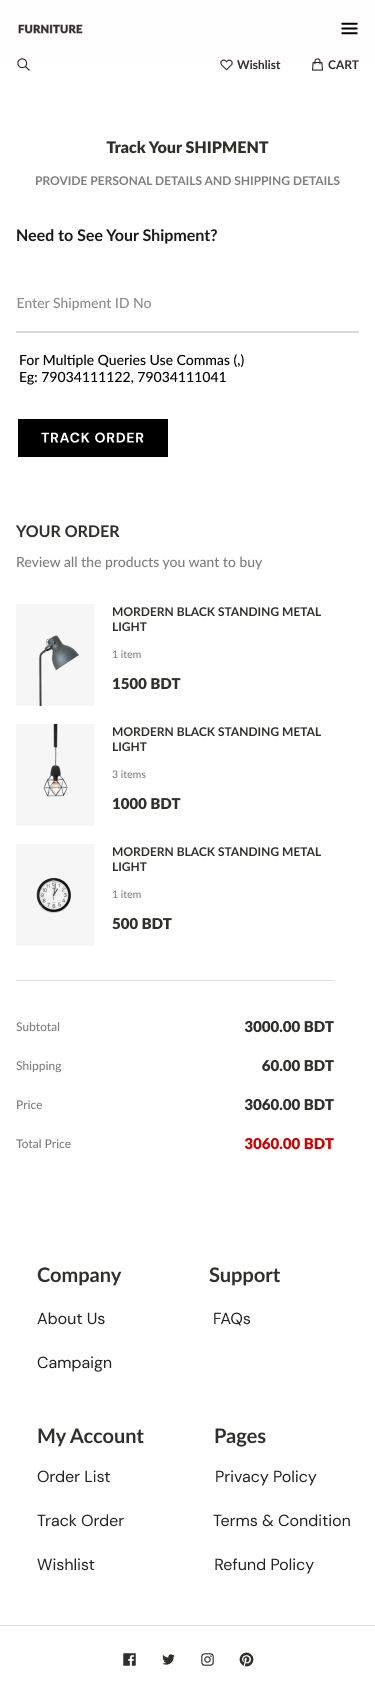 FURNITURE
Wishlist CART
Track Your SHIPMENT
PROVIDE PERSONAL DETAILS AND SHIPPING DETAILS
Need to See Your Shipment?
Enter Shipment ID No
For Multiple Queries Use Commas (,)
Eg: 79034111122, 79034111041
TRACK ORDER
YOUR ORDER
Review all the products you want to buy
MORDERN BLACK STANDING METAL
LIGHT
1 item
1500 BDT
MORDERN BLACK STANDING METAL
LIGHT
3 items
1000 BDT
MORDERN BLACK STANDING METAL
LIGHT
1 item
500 BDT
Subtotal 3000.00 BDT
Shipping 60.00 BDT
Price 3060.00 BDT
Total Price 3060.00 BDT
Company Support
About Us FAQs
Campaign
My Account Pages
Order List Privacy Policy
Track Order Terms & Condition
Wishlist Refund Policy